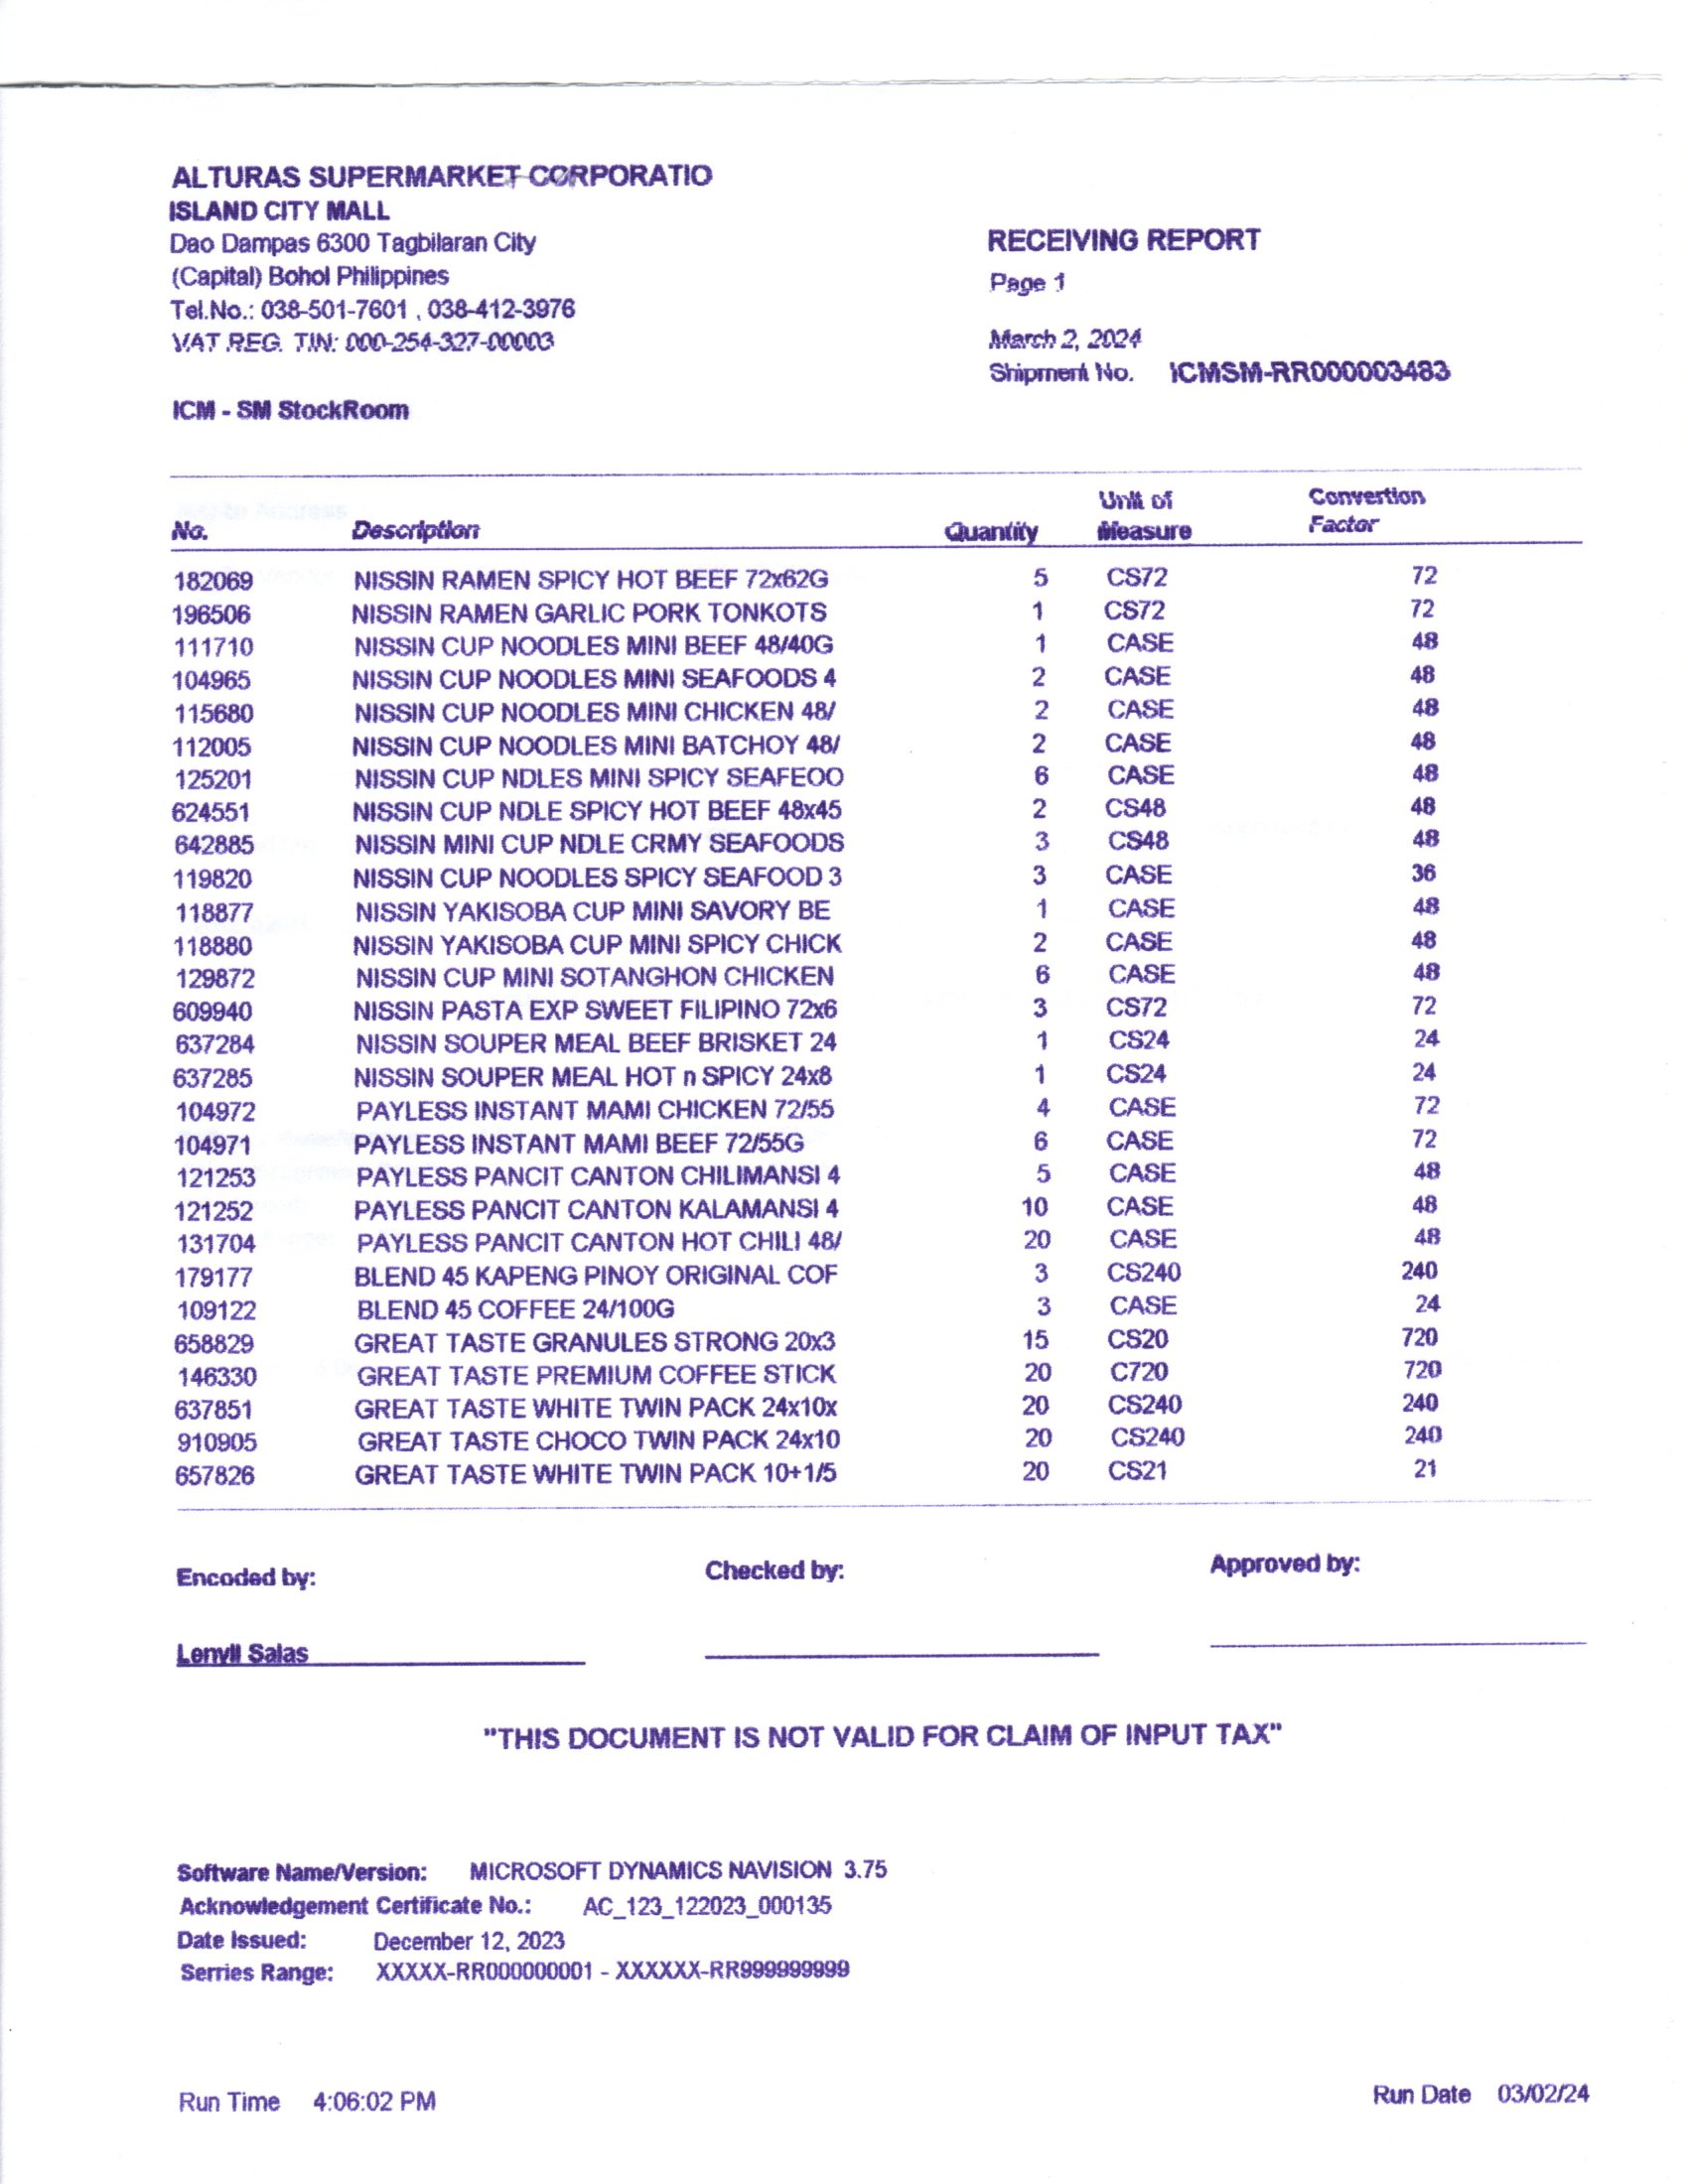 ALTURAS SUPERMARKET CORPORATIO
ISLAND CITY MALL
Dao Dampas 6300 Tagbilaran City
(Capital) Bohol Philippines
Tel.No.: 038-501-7601 , 038-412-3976
VAT REG. TIN: 000-254-327-00003
RECEIVING REPORT
Page 1
March 2, 2024
Shipment No. ICMSM-RR000003483
ICM - SM StockRoom
No. Description Quantity Unit of Measure Convertion Factor
182069 NISSIN RAMEN SPICY HOT BEEF 72x62G 5 CS72 72
196506 NISSIN RAMEN GARLIC PORK TONKOTS 1 CS72 72
111710 NISSIN CUP NOODLES MINI BEEF 48/40G 1 CASE 48
104965 NISSIN CUP NOODLES MINI SEAFOODS 4 2 CASE 48
115680 NISSIN CUP NOODLES MINI CHICKEN 48/ 2 CASE 48
112005 NISSIN CUP NOODLES MINI BATCHOY 48/ 2 CASE 48
125201 NISSIN CUP NDLES MINI SPICY SEAFEOO 6 CASE 48
624551 NISSIN CUP NDLE SPICY HOT BEEF 48x45 2 CS48 48
642885 NISSIN MINI CUP NDLE CRMY SEAFOODS 3 CS48 48
119820 NISSIN CUP NOODLES SPICY SEAFOOD 3 3 CASE 36
118877 NISSIN YAKISOBA CUP MINI SAVORY BE 1 CASE 48
118880 NISSIN YAKISOBA CUP MINI SPICY CHICK 2 CASE 48
129872 NISSIN CUP MINI SOTANGHON CHICKEN 6 CASE 48
609940 NISSIN PASTA EXP SWEET FILIPINO 72x6 3 CS72 72
637284 NISSIN SOUPER MEAL BEEF BRISKET 24 1 CS24 24
637285 NISSIN SOUPER MEAL HOT n SPICY 24x8 1 CS24 24
104972 PAYLESS INSTANT MAMI CHICKEN 72/55 4 CASE 72
104971 PAYLESS INSTANT MAMI BEEF 72/55G 6 CASE 72
121253 PAYLESS PANCIT CANTON CHILIMANSI 4 5 CASE 48
121252 PAYLESS PANCIT CANTON KALAMANSI 4 10 CASE 48
131704 PAYLESS PANCIT CANTON HOT CHILI 48/ 20 CASE 48
179177 BLEND 45 KAPENG PINOY ORIGINAL COF 3 CS240 240
109122 BLEND 45 COFFEE 24/100G 3 CASE 24
658829 GREAT TASTE GRANULES STRONG 20x3 15 CS20 720
146330 GREAT TASTE PREMIUM COFFEE STICK 20 C720 720
637851 GREAT TASTE WHITE TWIN PACK 24x10x 20 CS240 240
910905 GREAT TASTE CHOCO TWIN PACK 24x10 20 CS240 240
657826 GREAT TASTE WHITE TWIN PACK 10+1/5 20 CS21 21
Encoded by: Checked by: Approved by:
Lenvil Salas
"THIS DOCUMENT IS NOT VALID FOR CLAIM OF INPUT TAX"
Software Name/Version: MICROSOFT DYNAMICS NAVISION 3.75
Acknowledgement Certificate No.: AC_123_122023_000135
Date Issued: December 12, 2023
Serries Range: XXXXX-RR000000001 - XXXXXX-RR999999999
Run Time 4:06:02 PM
Run Date 03/02/24